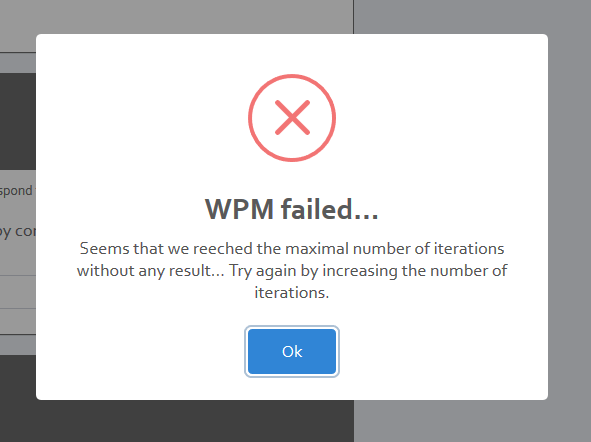 WPM failed...
Seems that we reeched the maximal number of iterations
without any result... Try again by increasing the number of
iterations.
Ok
spond
by